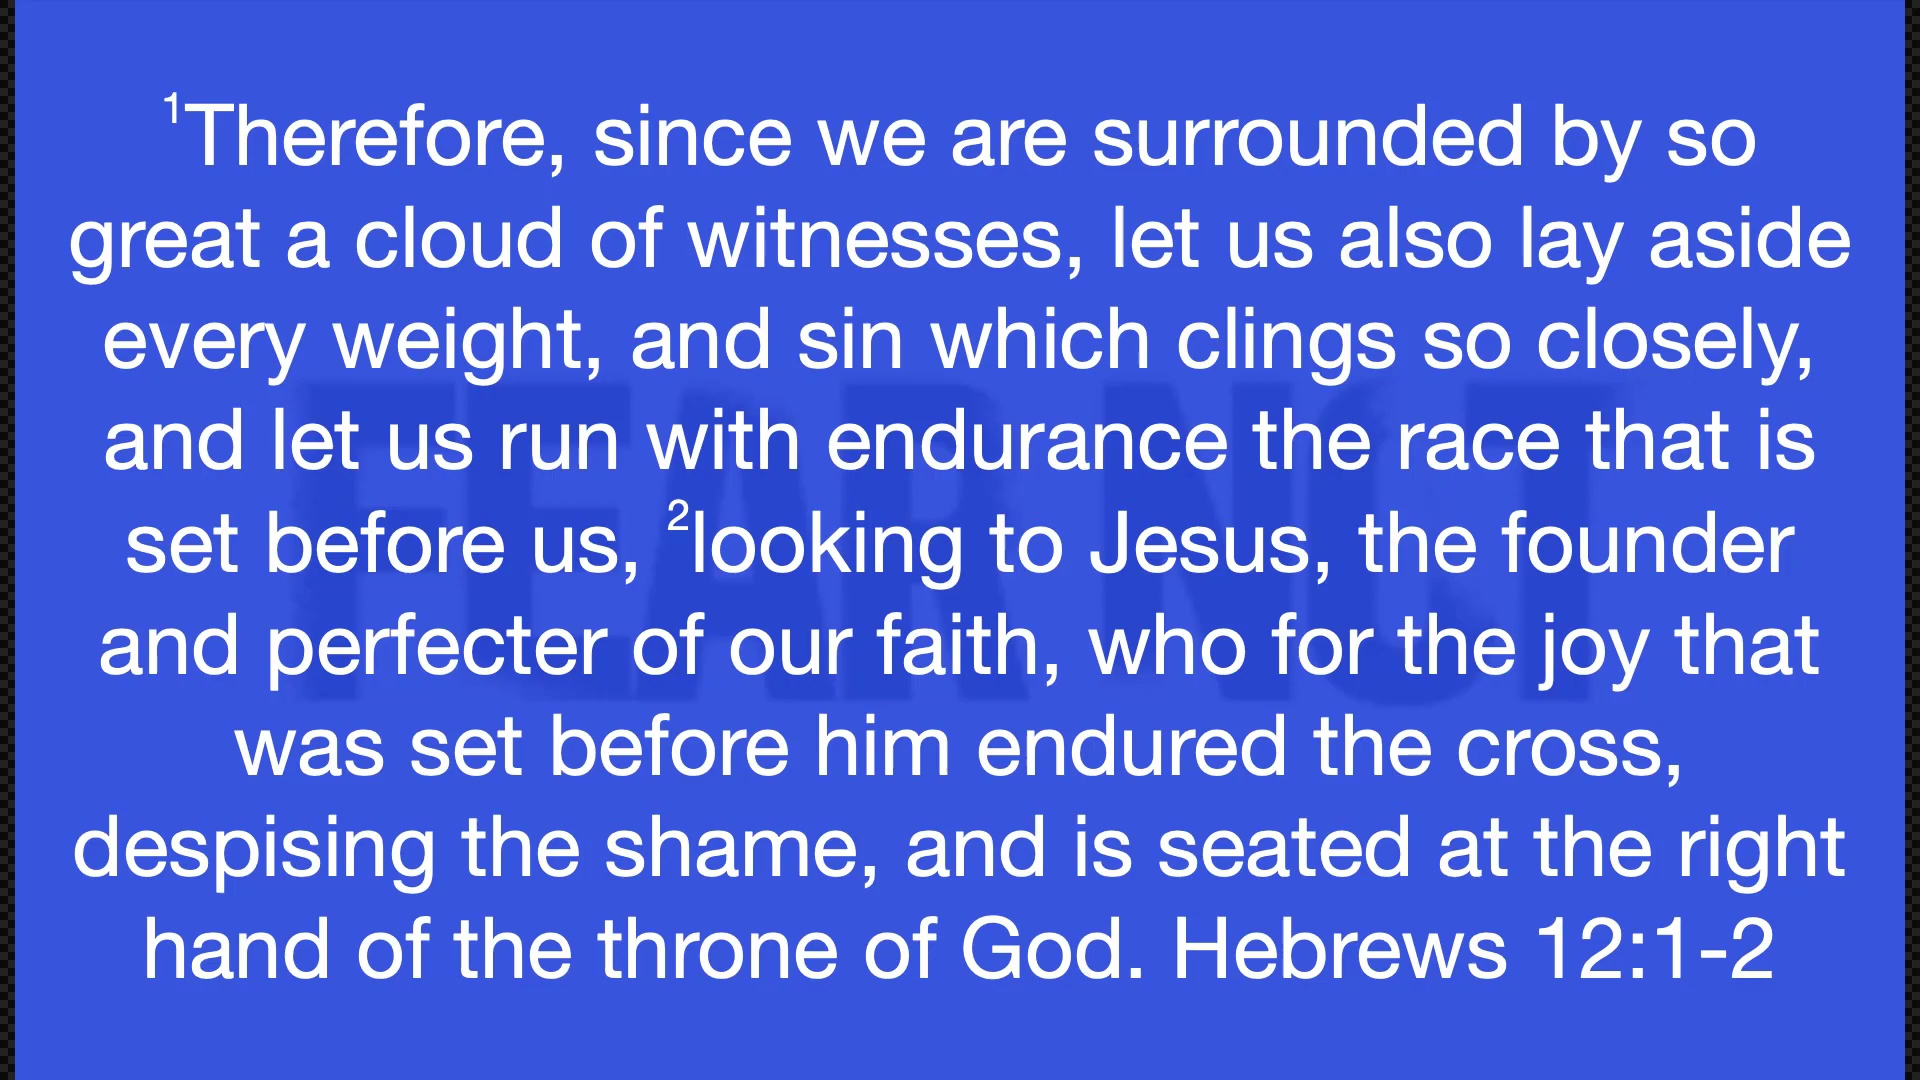 ¹Therefore, since we are surrounded by so
great a cloud of witnesses, let us also lay aside
every weight, and sin which clings so closely,
and let us run with endurance the race that is
set before us, ²looking to Jesus, the founder
and perfecter of our faith, who for the joy that
was set before him endured the cross,
despising the shame, and is seated at the right
hand of the throne of God. Hebrews 12:1-2
FEAR NOT